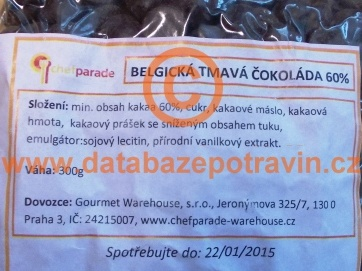 chefparade
BELGICKÁ TMAVÁ ČOKOLÁDA 60%
Složení: min. obsah kakaa 60%, cukr, kakaové máslo, kakaová
hmota, kakaový prášek se sníženým obsahem tuku,
emulgátor:sojový lecitin, přírodní vanilkový extrakt.
www.databazepotravin.cz
Váha: 300g
Dovozce: Gourmet Warehouse, s.r.o., Jeronýmova 325/7, 130 0
Praha 3, IČ: 24215007, www.chefparade-warehouse.cz
Spotřebujte do: 22/01/2015